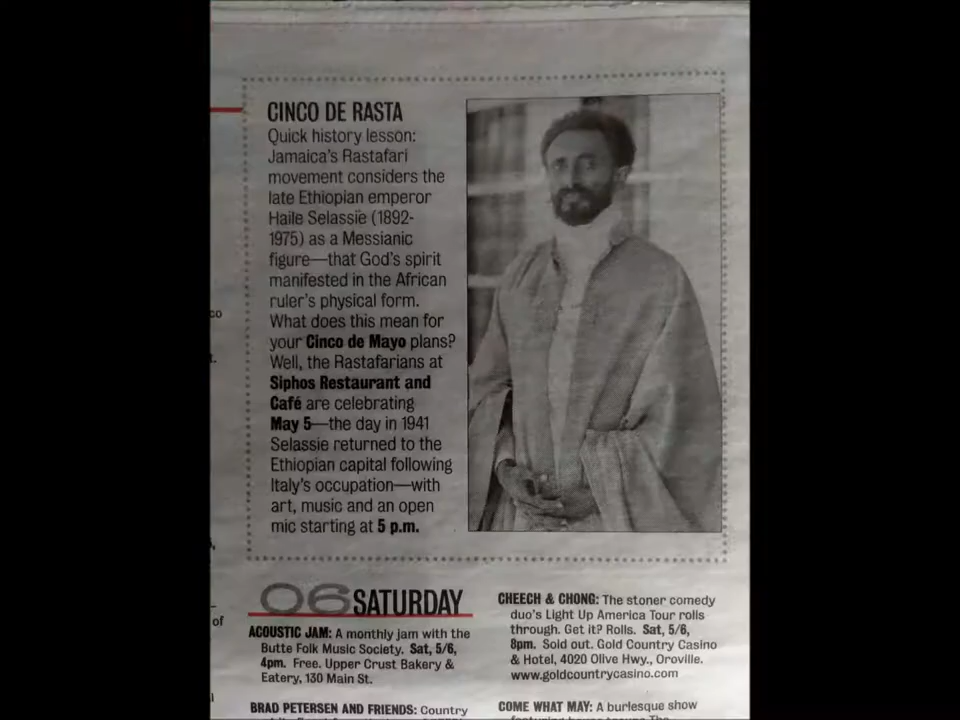 CINCO DE RASTA
Quick history lesson:
Jamaica's Rastafari
movement considers the
late Ethiopian emperor
Haile Selassie (1892-
1975) as a Messianic
figure—that God's spirit
manifested in the African
ruler's physical form.
What does this mean for
your Cinco de Mayo plans?
Well, the Rastafarians at
Siphos Restaurant and
Café are celebrating
May 5—the day in 1941
Selassie returned to the
Ethiopian capital following
Italy's occupation—with
art, music and an open
mic starting at 5 p.m.
06 SATURDAY
ACOUSTIC JAM: A monthly jam with the
Butte Folk Music Society. Sat, 5/6,
4pm. Free. Upper Crust Bakery &
Eatery, 130 Main St.
BRAD PETERSEN AND FRIENDS: Country
CHEECH & CHONG: The stoner comedy
duo's Light Up America Tour rolls
through. Get it? Rolls. Sat, 5/6,
8pm. Sold out. Gold Country Casino
& Hotel, 4020 Olive Hwy., Oroville.
www.goldcountrycasino.com
COME WHAT MAY: A burlesque show
of